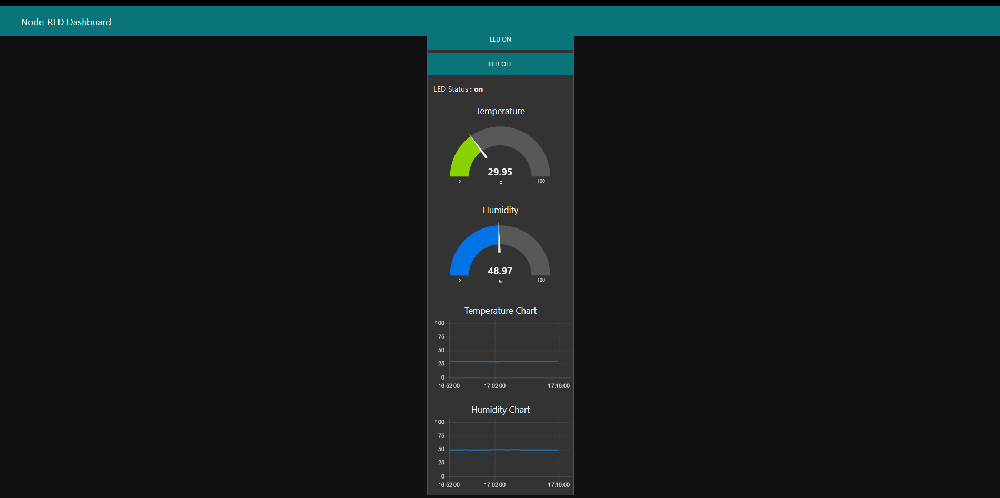 Node-RED Dashboard
LED ON
LED OFF
LED Status : on
Temperature
29.95
0 °C 100
Humidity
48.97
0 % 100
Temperature Chart
100
75
50
25
0
16:52:00 17:02:00 17:16:00
Humidity Chart
100
75
50
25
0
16:52:00 17:02:00 17:16:00